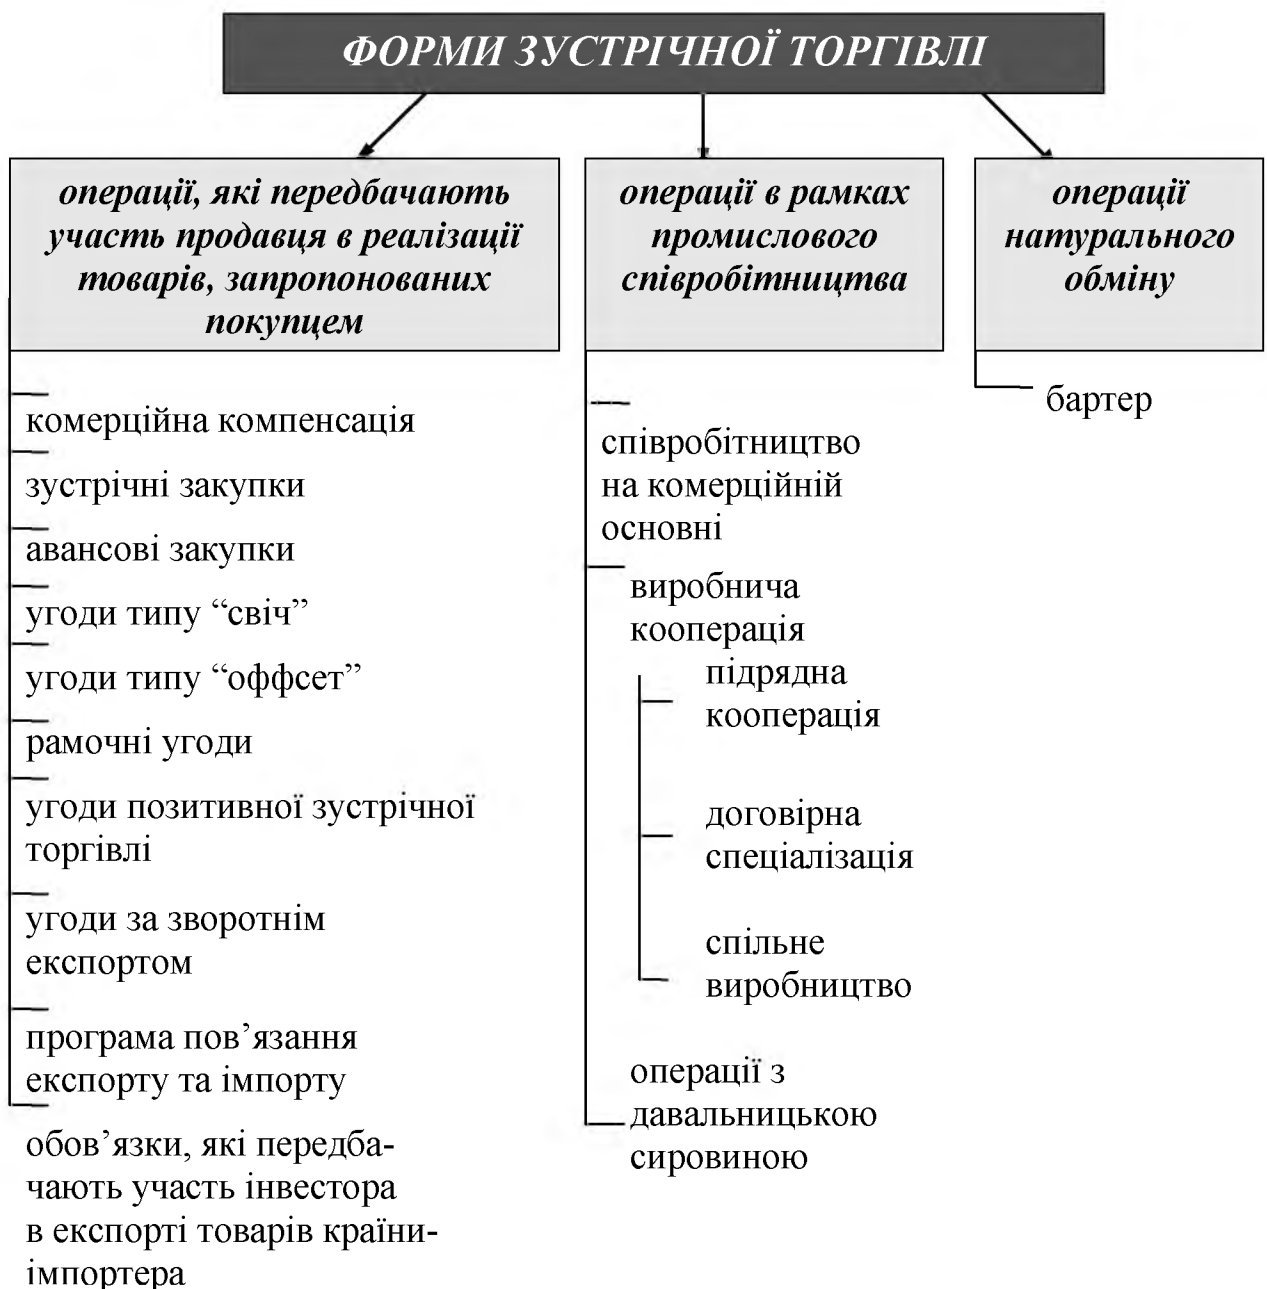 ФОРМИ ЗУСТРІЧНОЇ ТОРГІВЛІ
операції, які передбачають
участь продавця в реалізації
товарів, запропонованих
покупцем
комерційна компенсація
зустрічні закупки
авансові закупки
угоди типу “свіч”
угоди типу “оффсет”
рамочні угоди
угоди позитивної зустрічної
торгівлі
угоди за зворотнім
експортом
програма пов’язання
експорту та імпорту
обов’язки, які передба-
чають участь інвестора
в експорті товарів країни-
імпортера
операції в рамках
промислового
співробітництва
співробітництво
на комерційній
основні
виробнича
кооперація
підрядна
кооперація
договірна
спеціалізація
спільне
виробництво
операції з
давальницькою
сировиною
операції
натурального
обміну
бартер